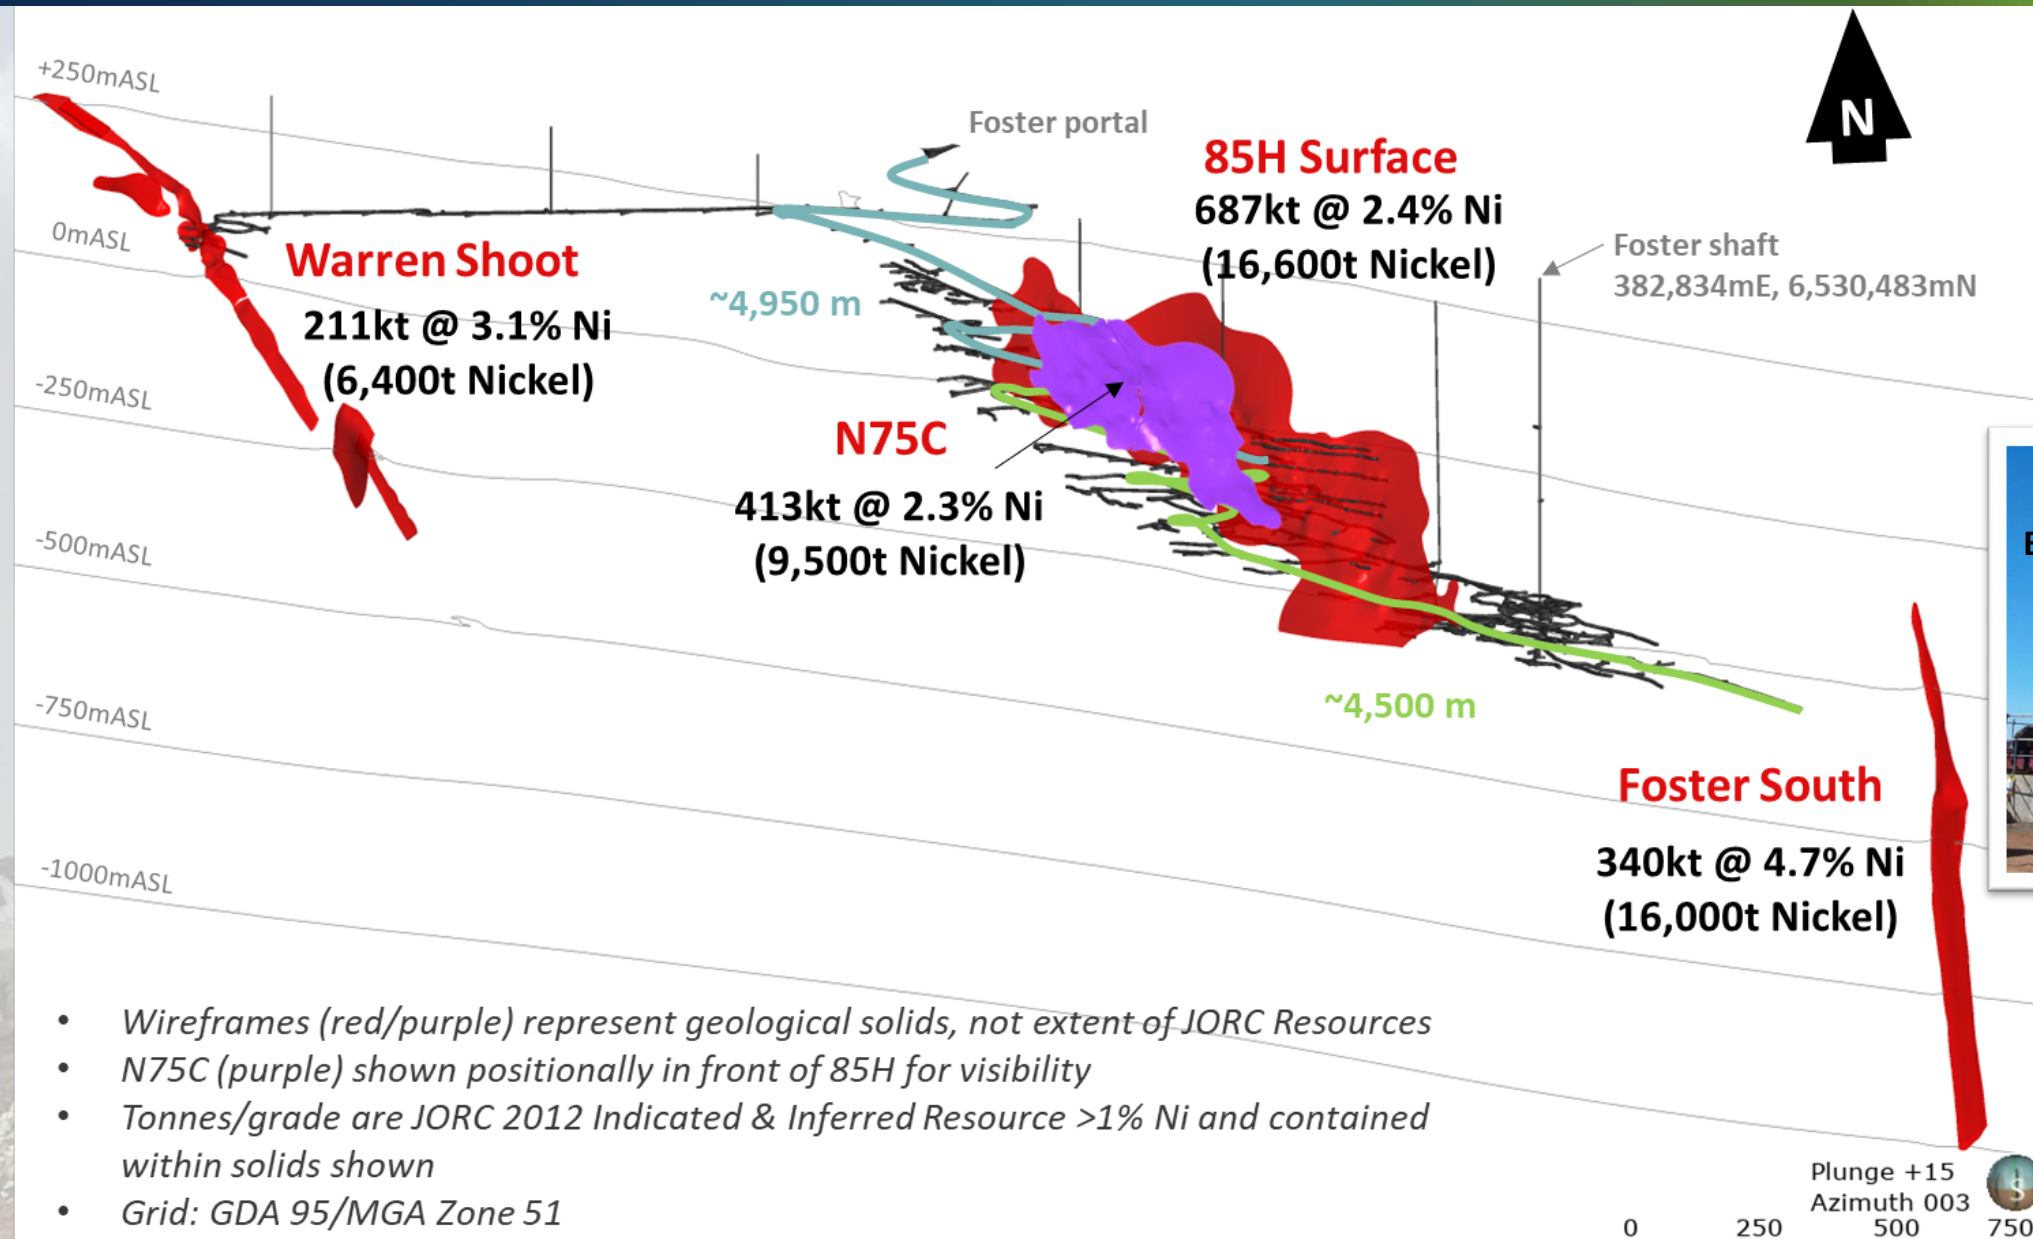 +250mASL
Foster portal
N
85H Surface
687kt @ 2.4% Ni
(16,600t Nickel)
0mASL
Warren Shoot
211kt @ 3.1% Ni
(6,400t Nickel)
~4,950 m
Foster shaft
382,834mE, 6,530,483mN
-250mASL
N75C
413kt @ 2.3% Ni
(9,500t Nickel)
-500mASL
-750mASL
~4,500 m
Foster South
340kt @ 4.7% Ni
(16,000t Nickel)
-1000mASL
• Wireframes (red/purple) represent geological solids, not extent of JORC Resources
• N75C (purple) shown positionally in front of 85H for visibility
• Tonnes/grade are JORC 2012 Indicated & Inferred Resource >1% Ni and contained
within solids shown
• Grid: GDA 95/MGA Zone 51
Plunge +15
Azimuth 003
S
0 250 500 750